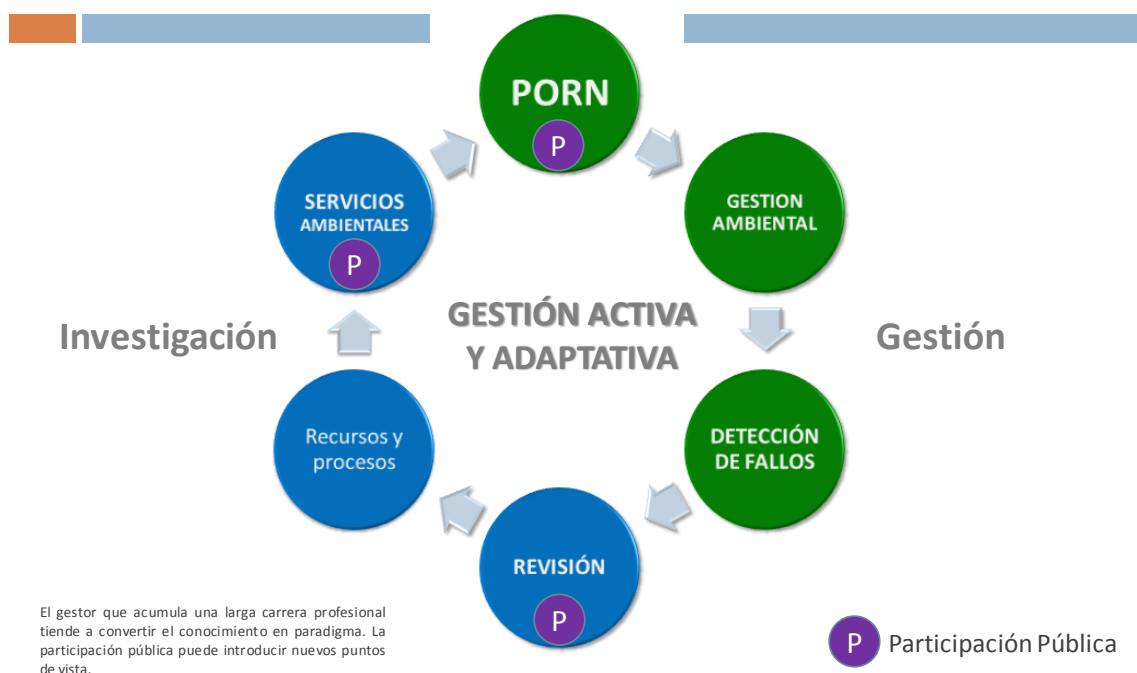 PORN
P
SERVICIOS
AMBIENTALES
P
GESTION
AMBIENTAL
GESTIÓN ACTIVA
Y ADAPTATIVA
Investigación
Gestión
Recursos y
procesos
DETECCIÓN
DE FALLOS
REVISIÓN
P
El gestor que acumula una larga carrera profesional
tiende a convertir el conocimiento en paradigma. La
participación pública puede introducir nuevos puntos
de vista.
P Participación Pública